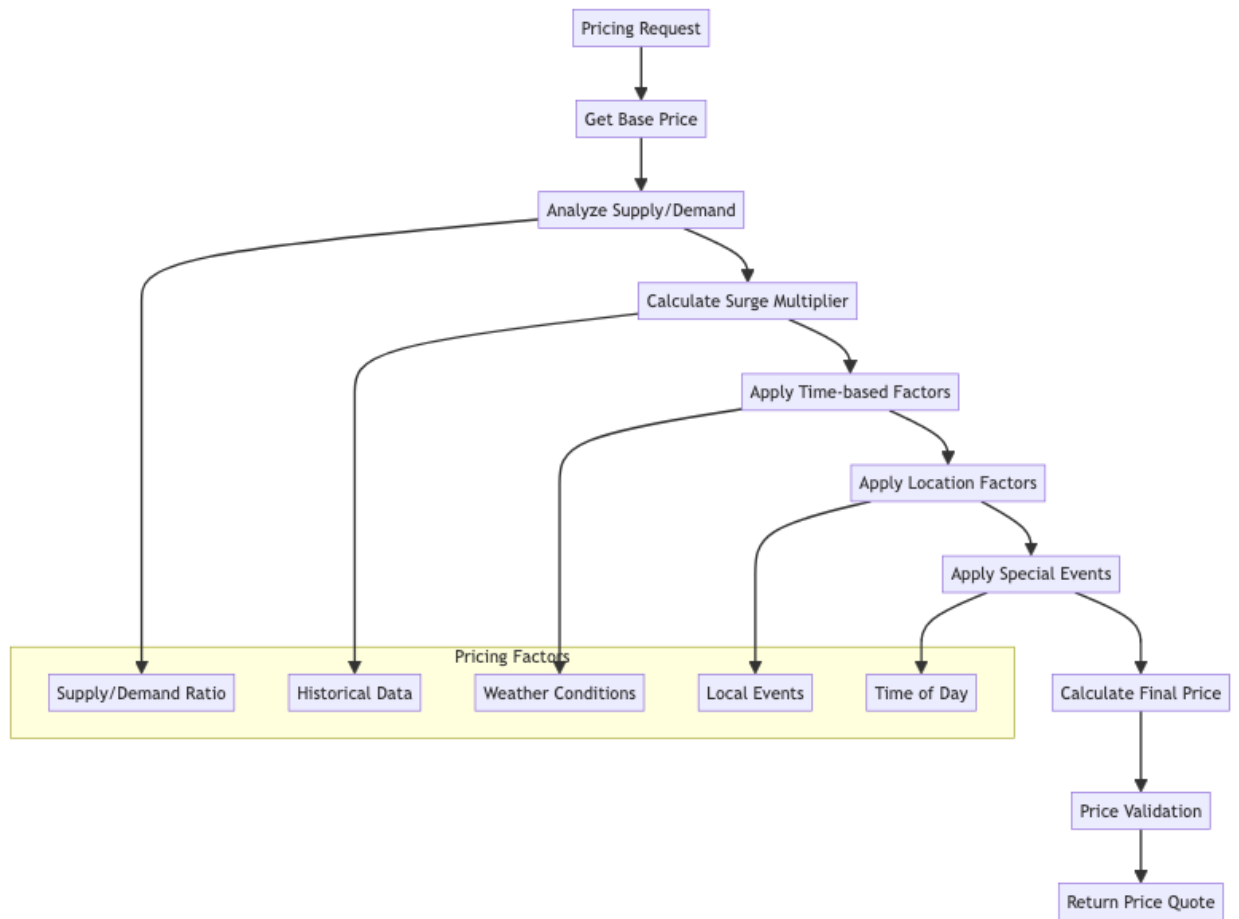 Pricing Request
Get Base Price
Analyze Supply/Demand
Calculate Surge Multiplier
Apply Time-based Factors
Apply Location Factors
Apply Special Events
Pricing Factors
Supply/Demand Ratio
Historical Data
Weather Conditions
Local Events
Time of Day
Calculate Final Price
Price Validation
Return Price Quote